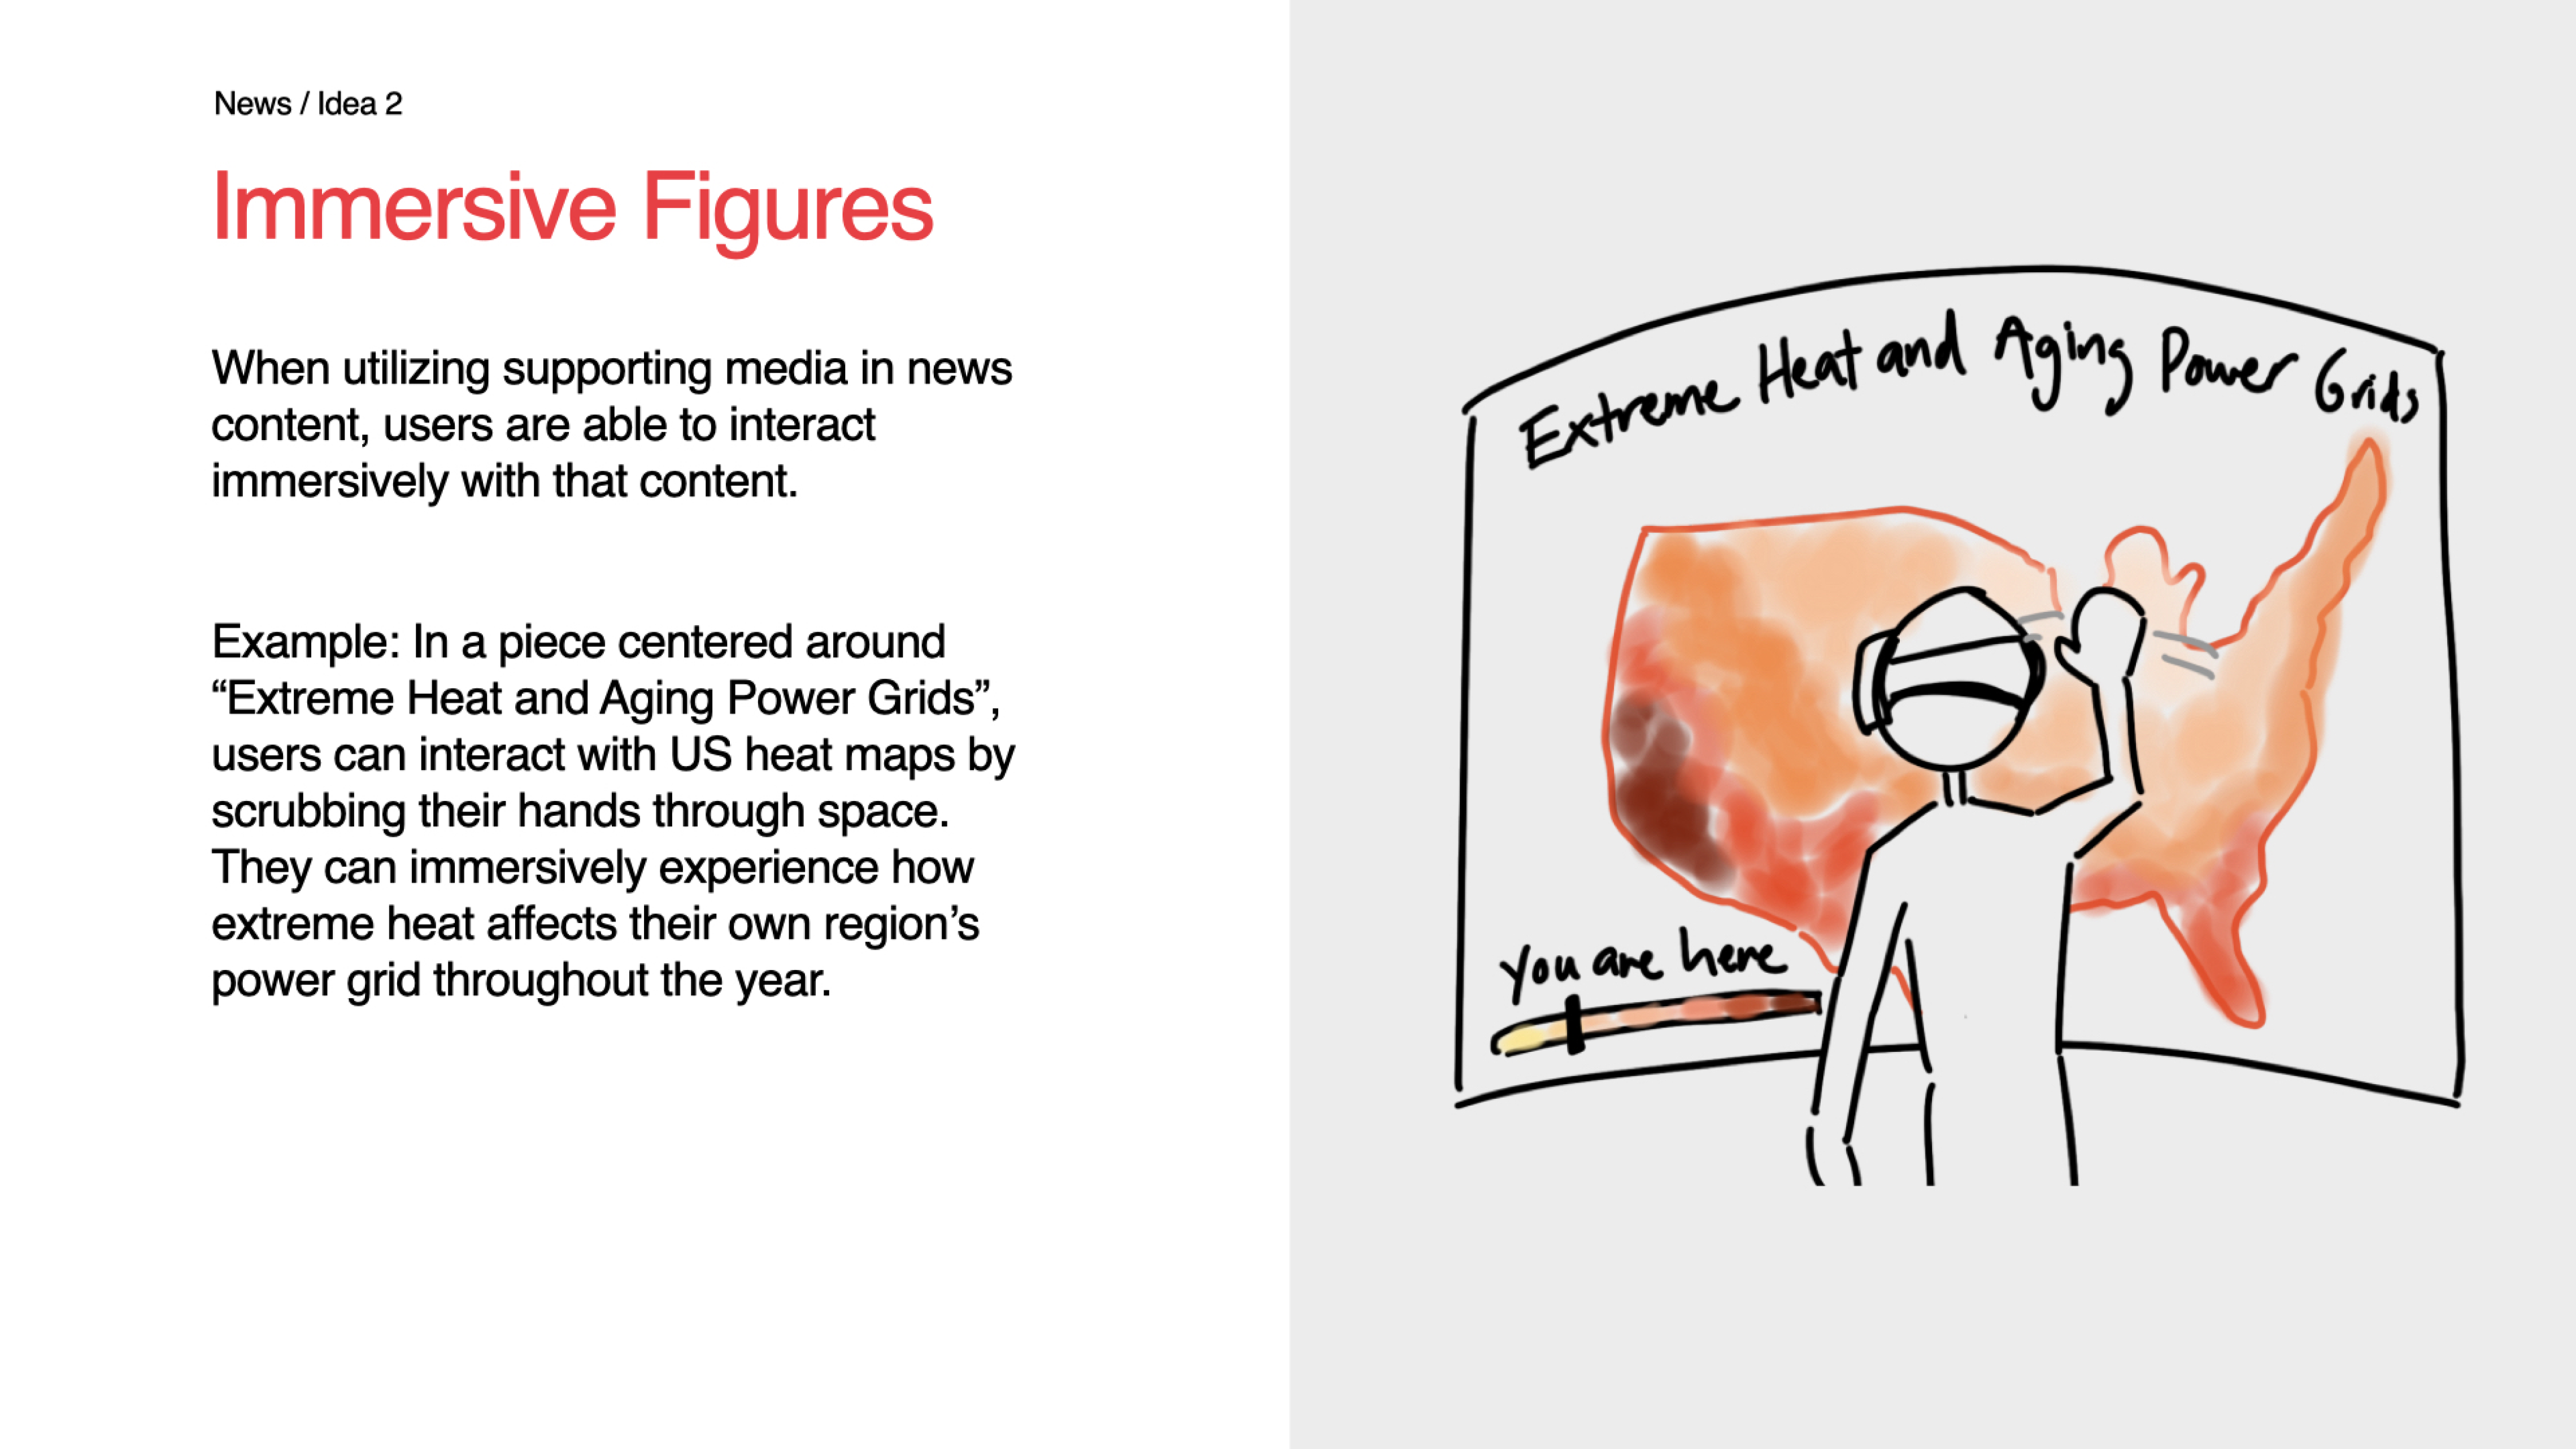 News / Idea 2
Immersive Figures
When utilizing supporting media in news
content, users are able to interact
immersively with that content.
Example: In a piece centered around
“Extreme Heat and Aging Power Grids”,
users can interact with US heat maps by
scrubbing their hands through space.
They can immersively experience how
extreme heat affects their own region’s
power grid throughout the year.
Extreme Heat and Aging Power Grids
you are here